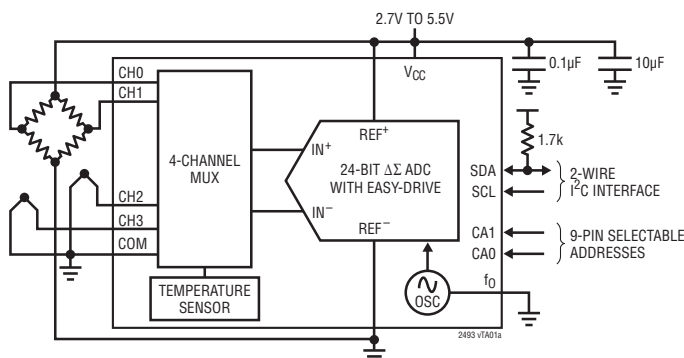 2.7V TO 5.5V
0.1µF
10µF
CH0
CH1
VCC
1.7k
REF+
4-CHANNEL
MUX
IN+
24-BIT ΔΣ ADC
WITH EASY-DRIVE
SDA
SCL
2-WIRE
I2C INTERFACE
CH2
IN−
REF−
CH3
CA1
CA0
9-PIN SELECTABLE
ADDRESSES
COM
fO
TEMPERATURE
SENSOR
OSC
2493 vTA01a